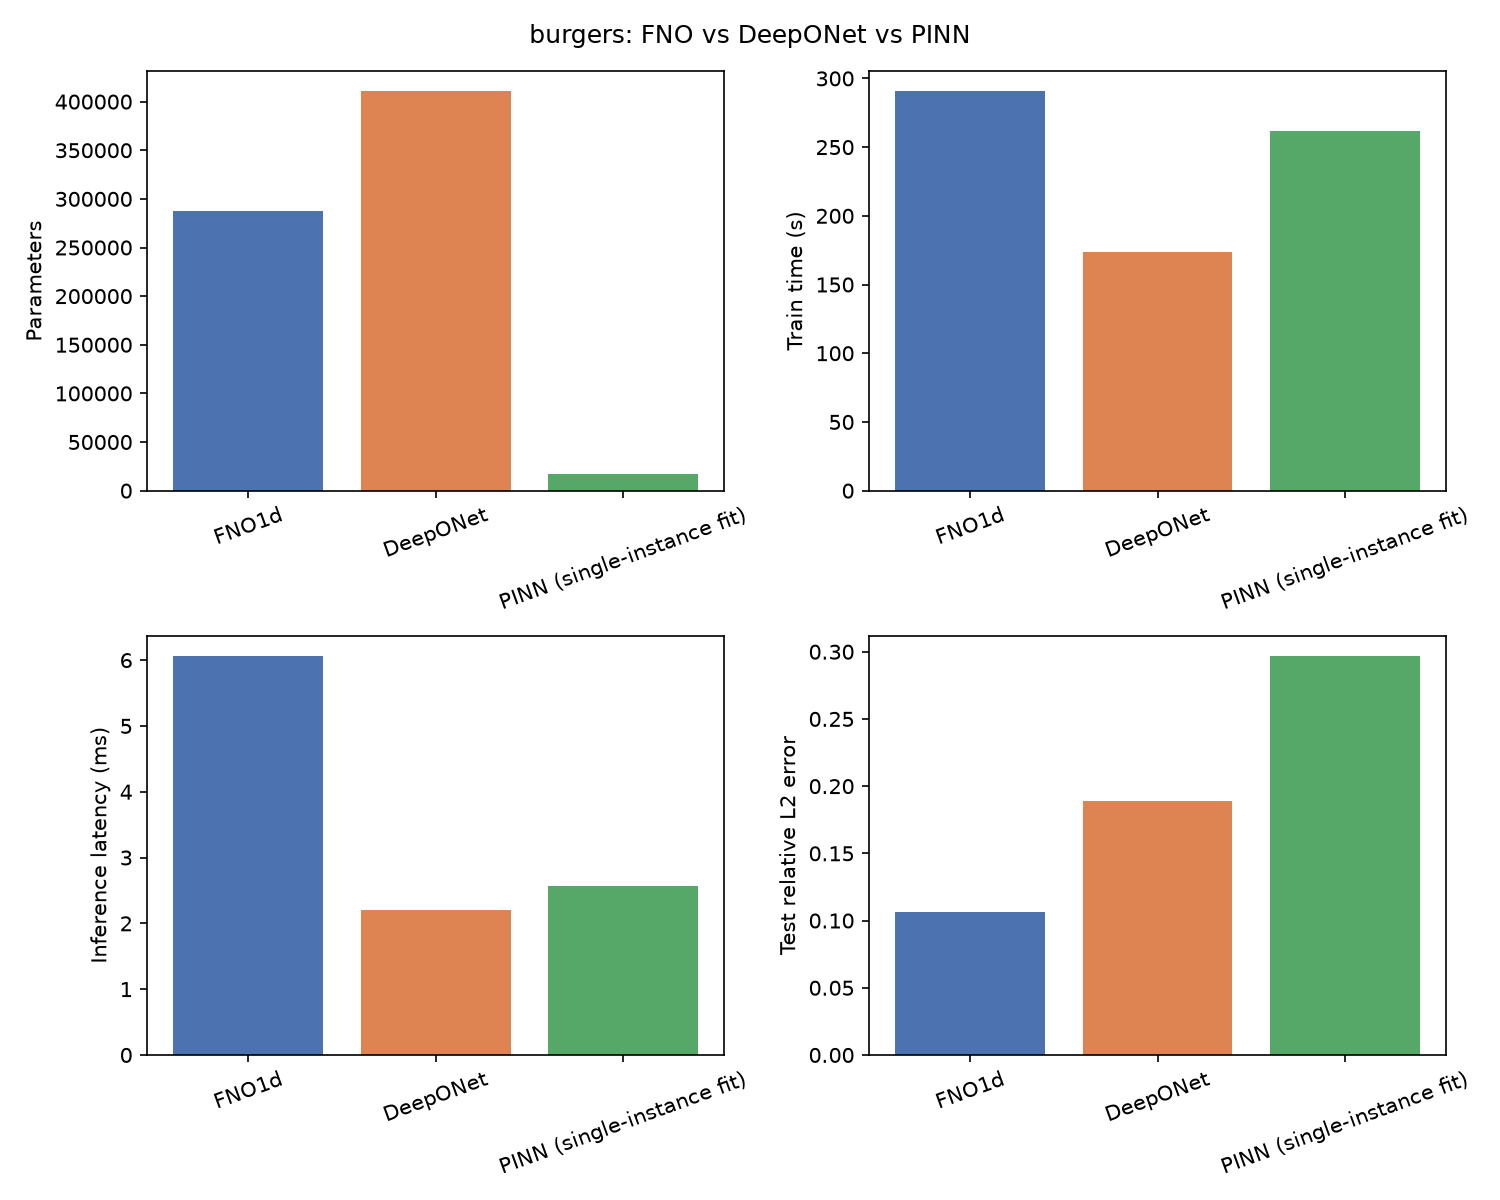 burgers: FNO vs DeepONet vs PINN
Parameters
400000
350000
300000
250000
200000
150000
100000
50000
0
FNO1d
DeepONet
PINN (single-instance fit)
Train time (s)
300
250
200
150
100
50
0
FNO1d
DeepONet
PINN (single-instance fit)
Inference latency (ms)
6
5
4
3
2
1
0
FNO1d
DeepONet
PINN (single-instance fit)
Test relative L2 error
0.30
0.25
0.20
0.15
0.10
0.05
0.00
FNO1d
DeepONet
PINN (single-instance fit)